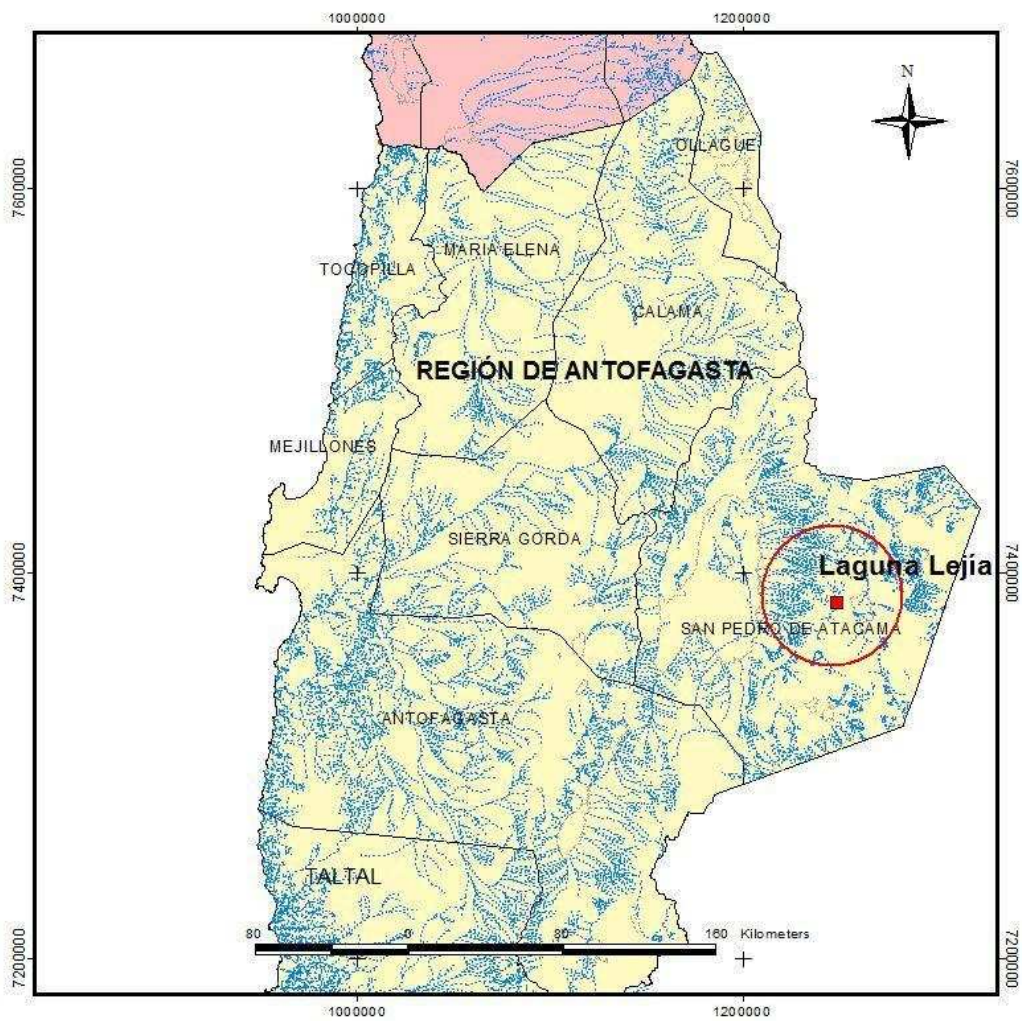 1000000 1200000
N
OLLAGUE
7600000 7600000
MARIA ELENA
TOCOPILLA
CALAMA
REGIÓN DE ANTOFAGASTA
MEJILLONES
SIERRA GORDA
Laguna Lejía
7400000 7400000
SAN PEDRO DE ATACAMA
ANTOFAGASTA
TALTAL
80 0 80 160 Kilometers
7200000 7200000
1000000 1200000